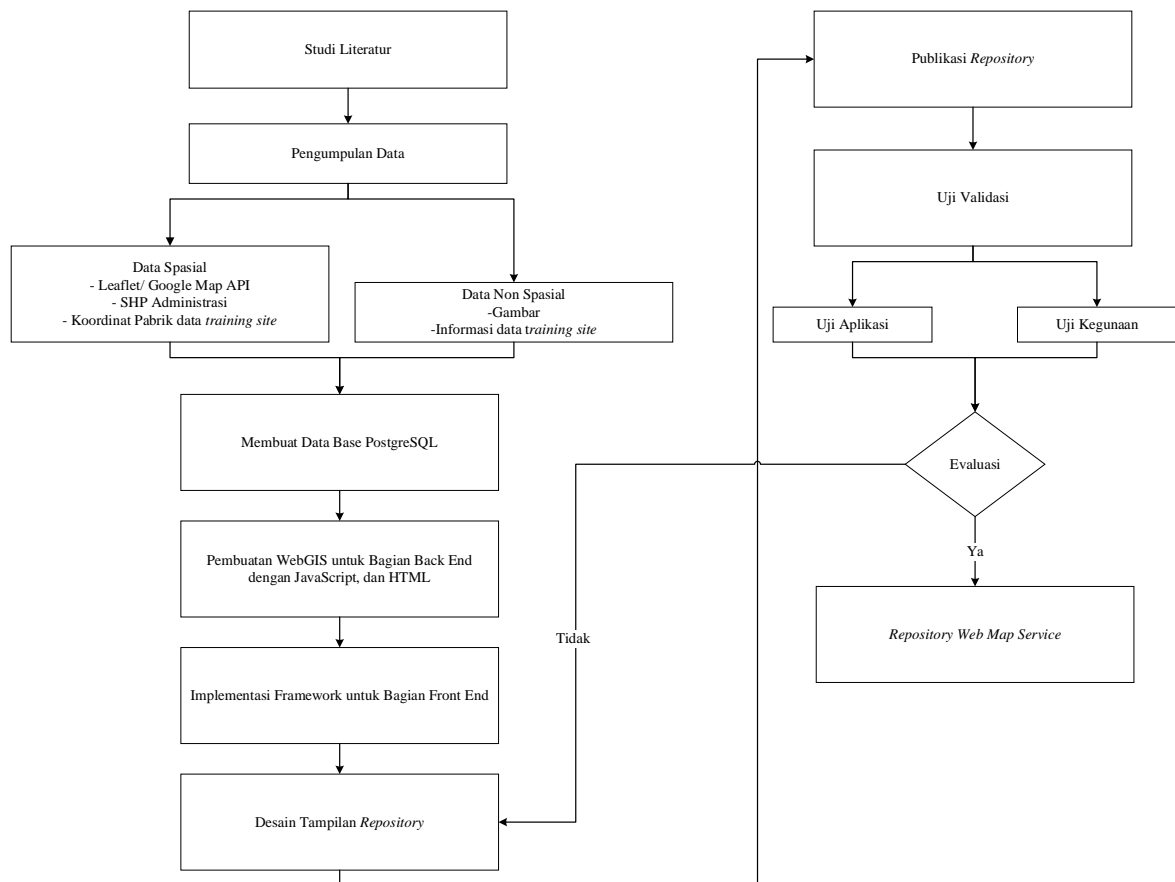 Studi Literatur
Pengumpulan Data
Data Spasial
- Leaflet/ Google Map API
- SHP Administrasi
- Koordinat Pabrik data training site
Data Non Spasial
-Gambar
-Informasi data training site
Membuat Data Base PostgreSQL
Pembuatan WebGIS untuk Bagian Back End
dengan JavaScript, dan HTML
Implementasi Framework untuk Bagian Front End
Desain Tampilan Repository
Publikasi Repository
Uji Validasi
Uji Aplikasi
Uji Kegunaan
Evaluasi
Tidak
Ya
Repository Web Map Service